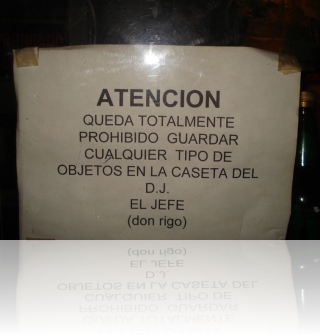 ATENCION
QUEDA TOTALMENTE
PROHIBIDO GUARDAR
CUALQUIER TIPO DE
OBJETOS EN LA CASETA DEL
D.J.
EL JEFE
(don rigo)